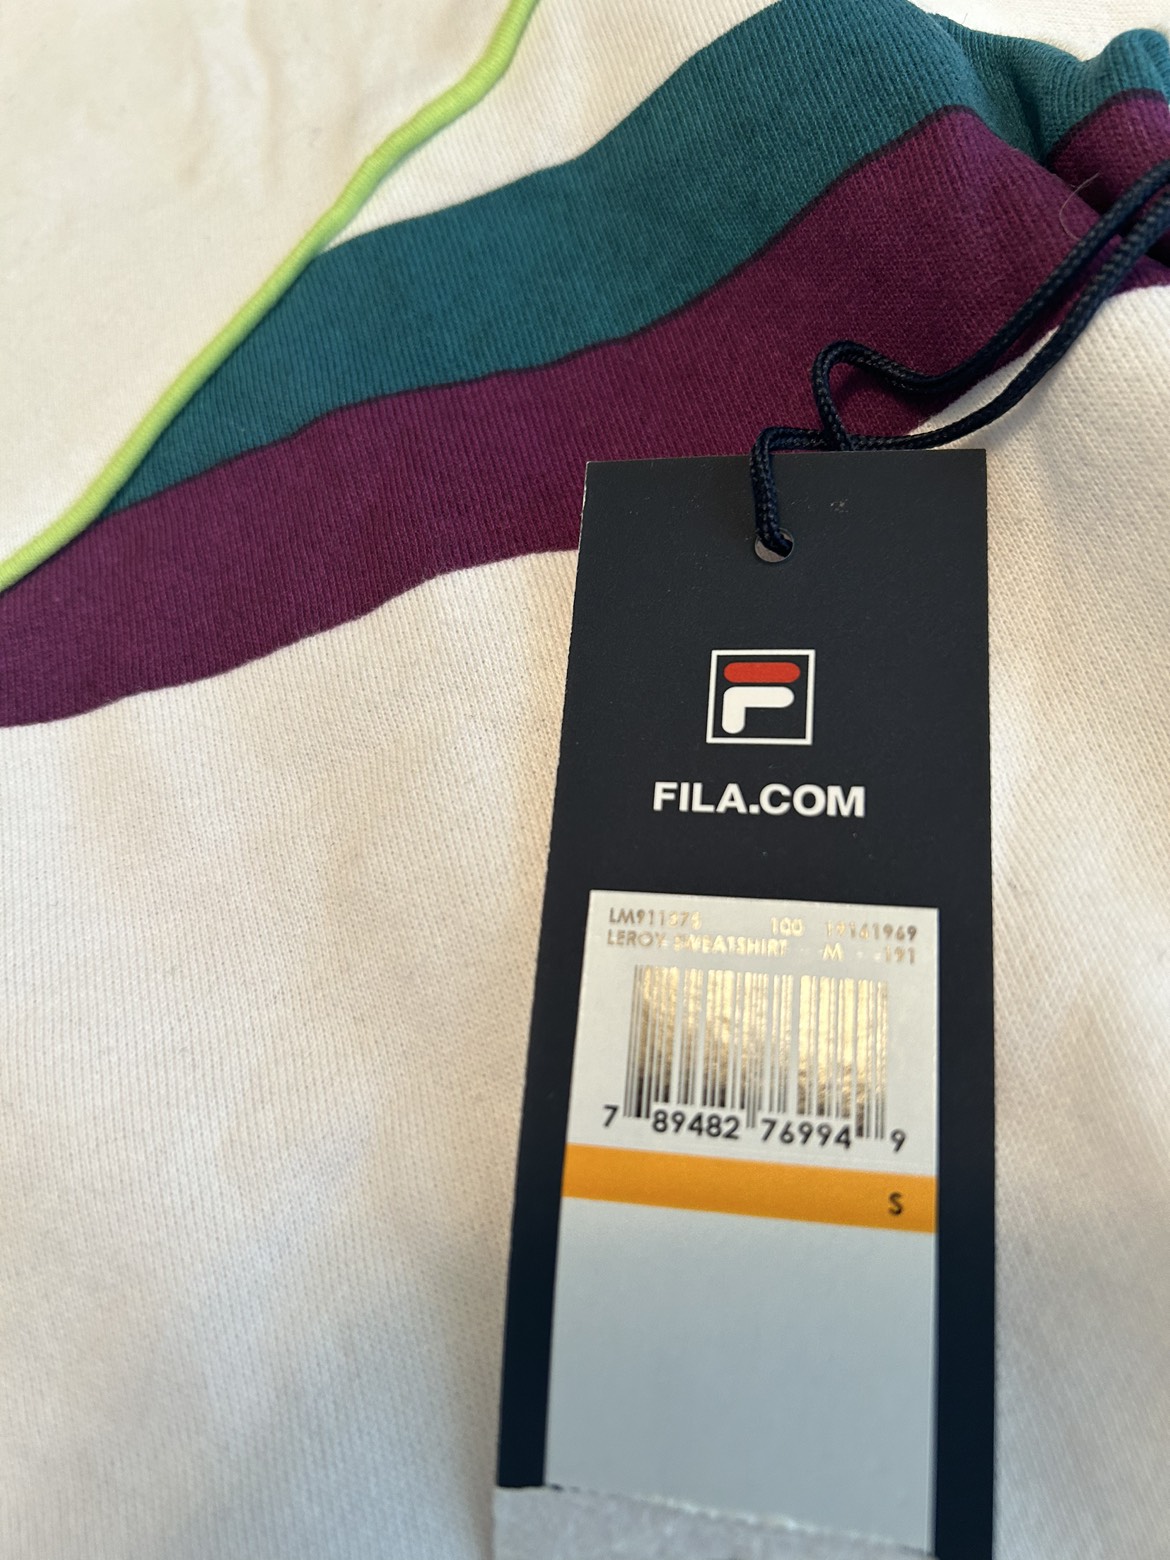 FILA.COM
LM911575 100 19161969
LEROY SWEATSHIRT M - 191
7 89482 76994 9
S